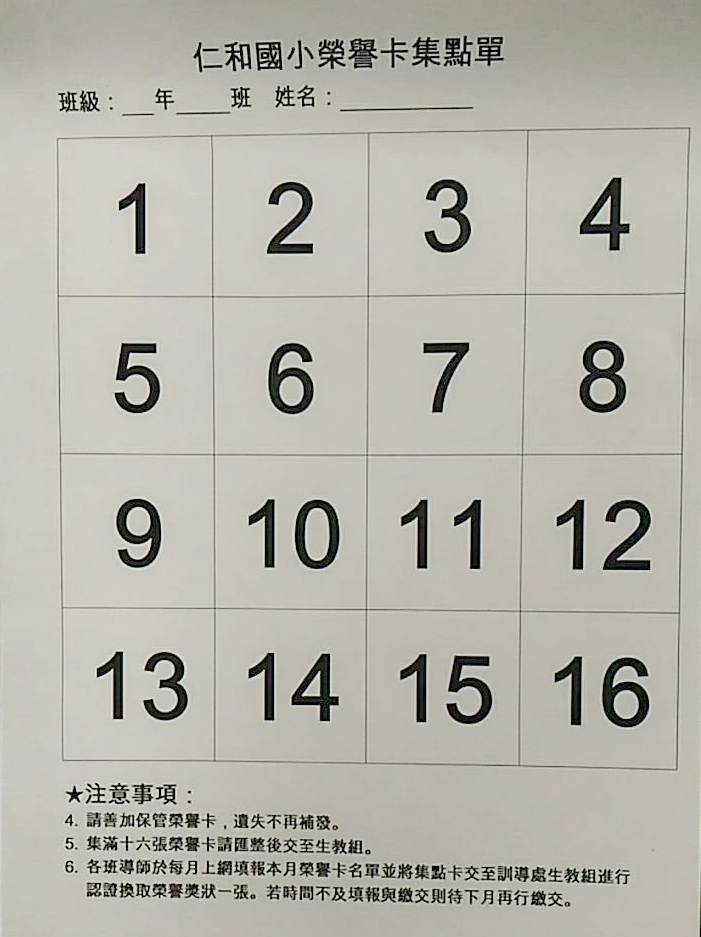 仁和國小榮譽卡集點單
班級：__年____班 姓名：__________
1 2 3 4
5 6 7 8
9 10 11 12
13 14 15 16
★注意事項：
4. 請善加保管榮譽卡，遺失不再補發。
5. 集滿十六張榮譽卡請匯整後交至生教組。
6. 各班導師於每月上網填報本月榮譽卡名單並將集點卡交至訓導處生教組進行
認證換取榮譽獎狀一張。若時間不及填報與繳交則待下月再行繳交。